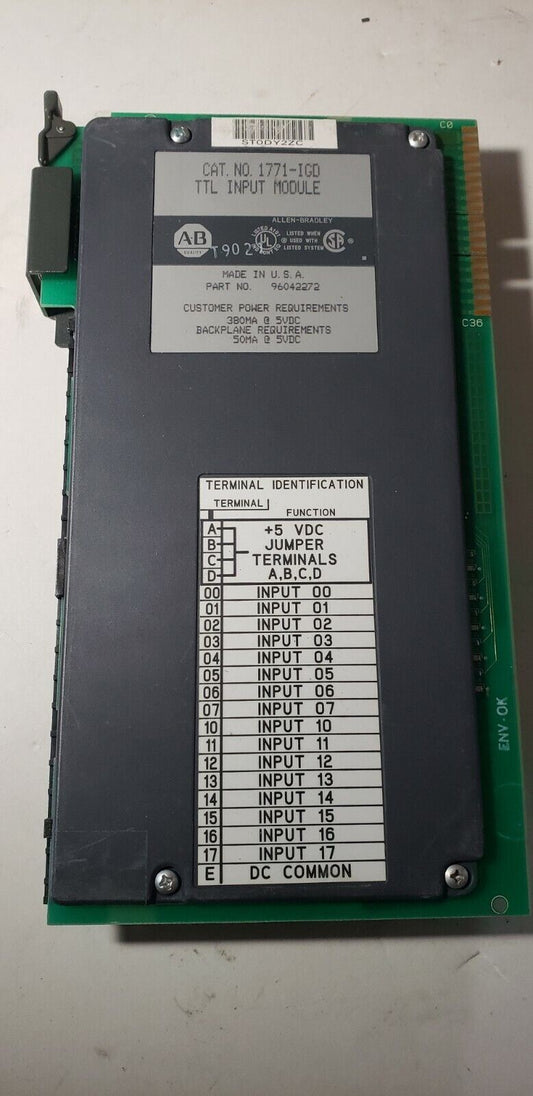 C0
ST0DY2ZC
CAT. NO. 1771-IGD
TTL INPUT MODULE
ALLEN-BRADLEY
AB
QUALITY
T902
UL
LISTED WHEN
USED WITH
LISTED SYSTEM
MADE IN U.S.A.
PART NO. 96042272
CUSTOMER POWER REQUIREMENTS
380MA @ 5VDC
BACKPLANE REQUIREMENTS
50MA @ 5VDC
C36
TERMINAL IDENTIFICATION
TERMINAL
FUNCTION
A +5 VDC
B JUMPER
C TERMINALS
D A,B,C,D
00 INPUT 00
01 INPUT 01
02 INPUT 02
03 INPUT 03
04 INPUT 04
05 INPUT 05
06 INPUT 06
07 INPUT 07
10 INPUT 10
11 INPUT 11
12 INPUT 12
13 INPUT 13
14 INPUT 14
15 INPUT 15
16 INPUT 16
17 INPUT 17
E DC COMMON
ENV-OK